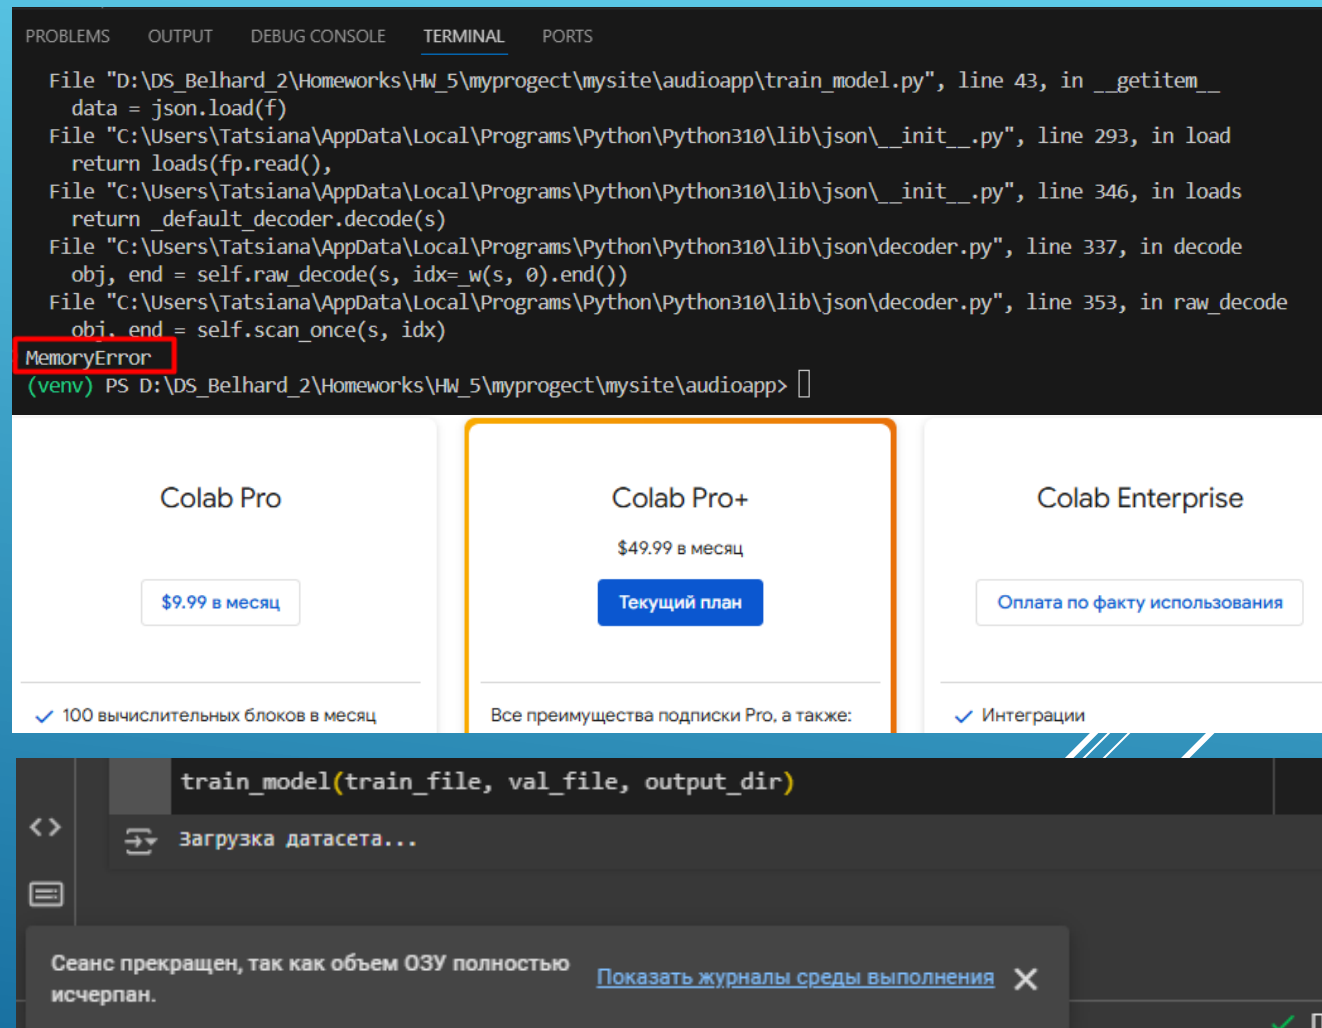 PROBLEMS OUTPUT DEBUG CONSOLE TERMINAL PORTS
File "D:\DS_Belhard_2\Homeworks\HW_5\myprogect\mysite\audioapp\train_model.py", line 43, in __getitem__
data = json.load(f)
File "C:\Users\Tatsiana\AppData\Local\Programs\Python\Python310\lib\json\__init__.py", line 293, in load
return loads(fp.read(),
File "C:\Users\Tatsiana\AppData\Local\Programs\Python\Python310\lib\json\__init__.py", line 346, in loads
return _default_decoder.decode(s)
File "C:\Users\Tatsiana\AppData\Local\Programs\Python\Python310\lib\json\decoder.py", line 337, in decode
obj, end = self.raw_decode(s, idx=_w(s, 0).end())
File "C:\Users\Tatsiana\AppData\Local\Programs\Python\Python310\lib\json\decoder.py", line 353, in raw_decode
obj, end = self.scan_once(s, idx)
MemoryError
(venv) PS D:\DS_Belhard_2\Homeworks\HW_5\myprogect\mysite\audioapp>
Colab Pro
$9.99 в месяц
100 вычислительных блоков в месяц
Colab Pro+
$49.99 в месяц
Текущий план
Все преимущества подписки Pro, а также:
Colab Enterprise
Оплата по факту использования
Интеграции
train_model(train_file, val_file, output_dir)
Загрузка датасета...
Сеанс прекращен, так как объем ОЗУ полностью
исчерпан.
Показать журналы среды выполнения